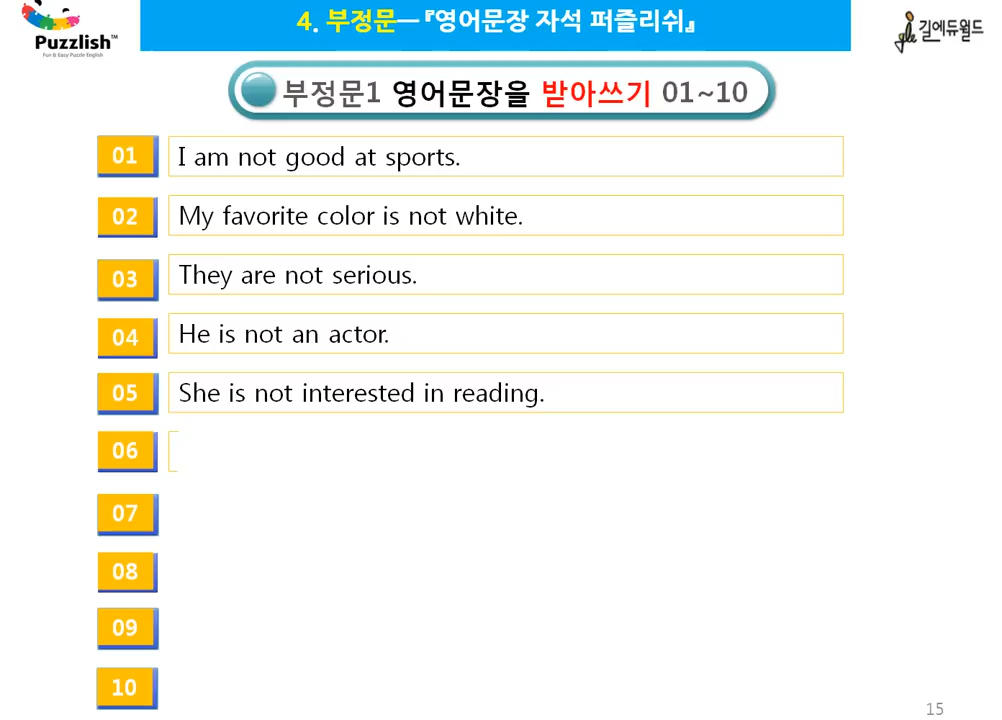 Puzzlish™
Fun & Easy Puzzle English
4. 부정문—『영어문장 자석 퍼즐리쉬』
길에듀월드
부정문1 영어문장을 받아쓰기 01~10
01 I am not good at sports.
02 My favorite color is not white.
03 They are not serious.
04 He is not an actor.
05 She is not interested in reading.
06
07
08
09
10
15